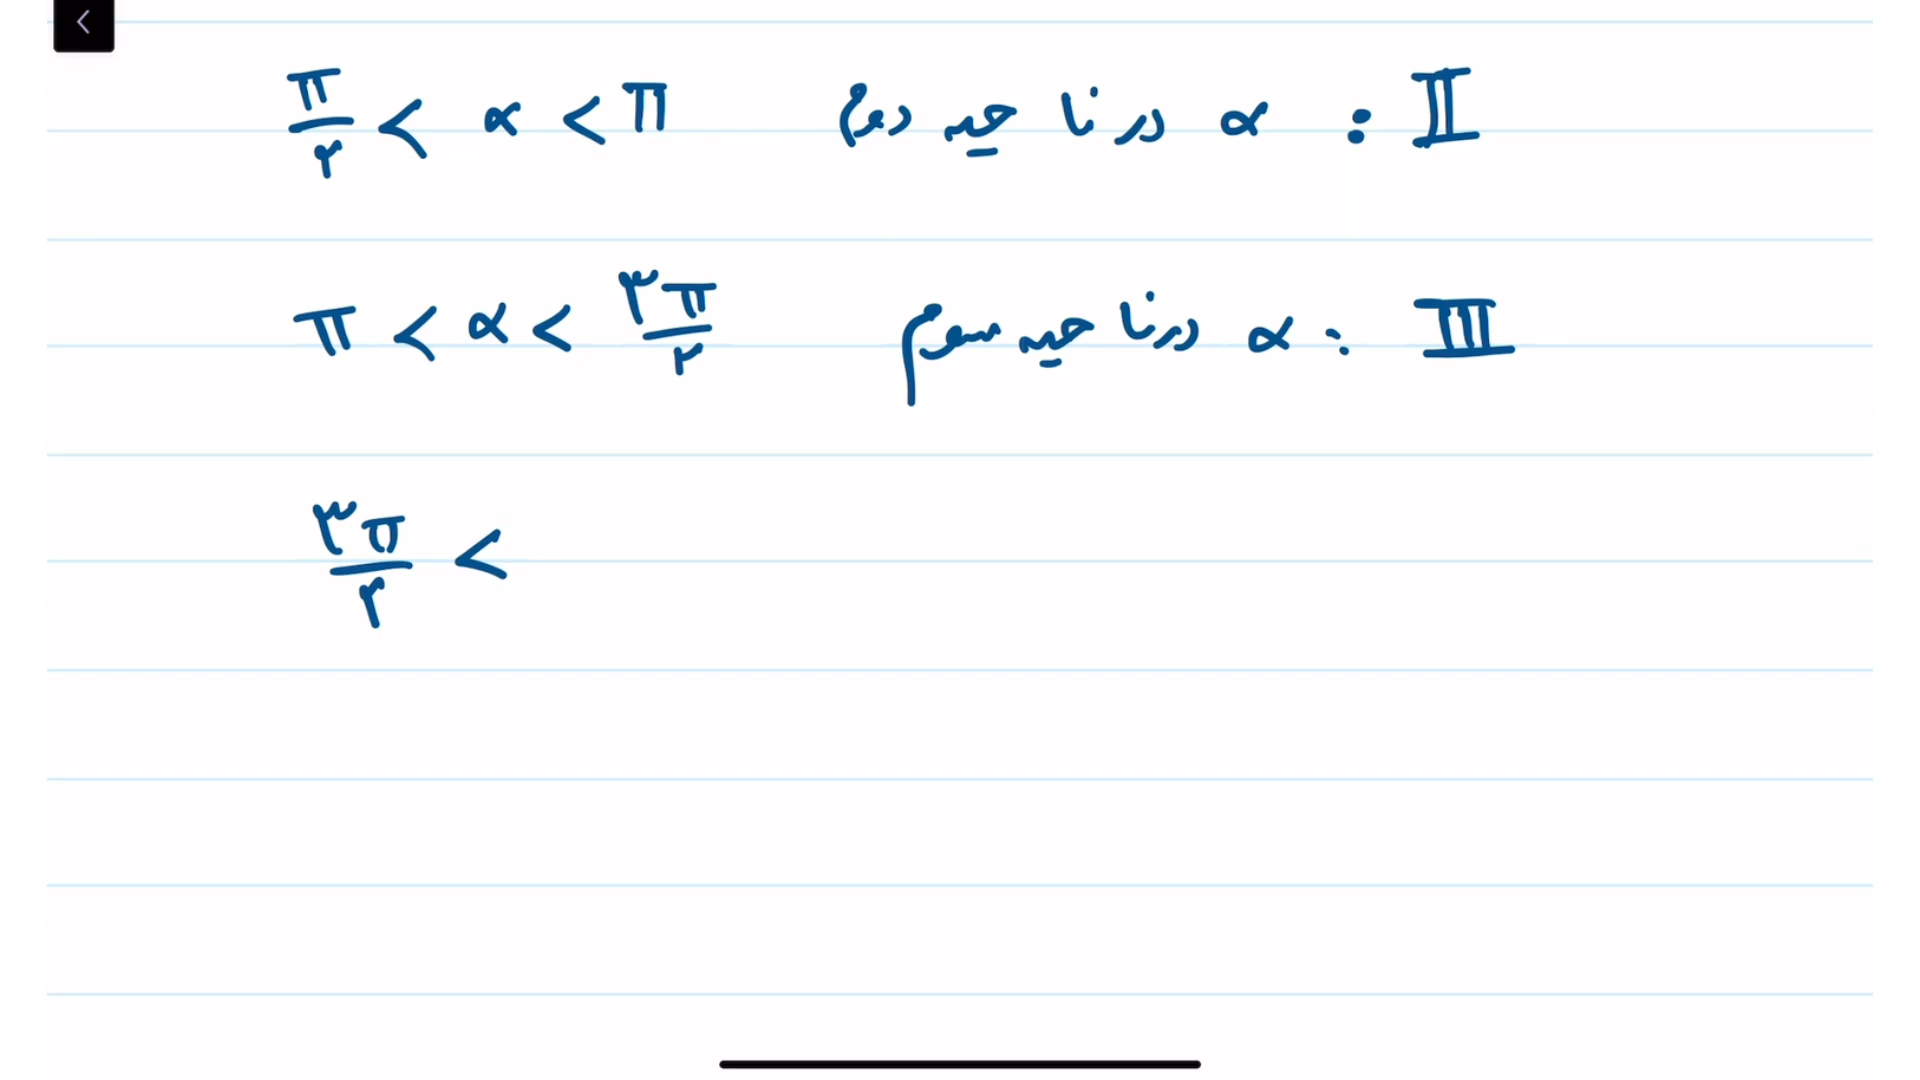 II : α در ناحیه دوم π/۲ < α < π
III : α در ناحیه سوم π < α < ۳π/۲
۳π/۲ <